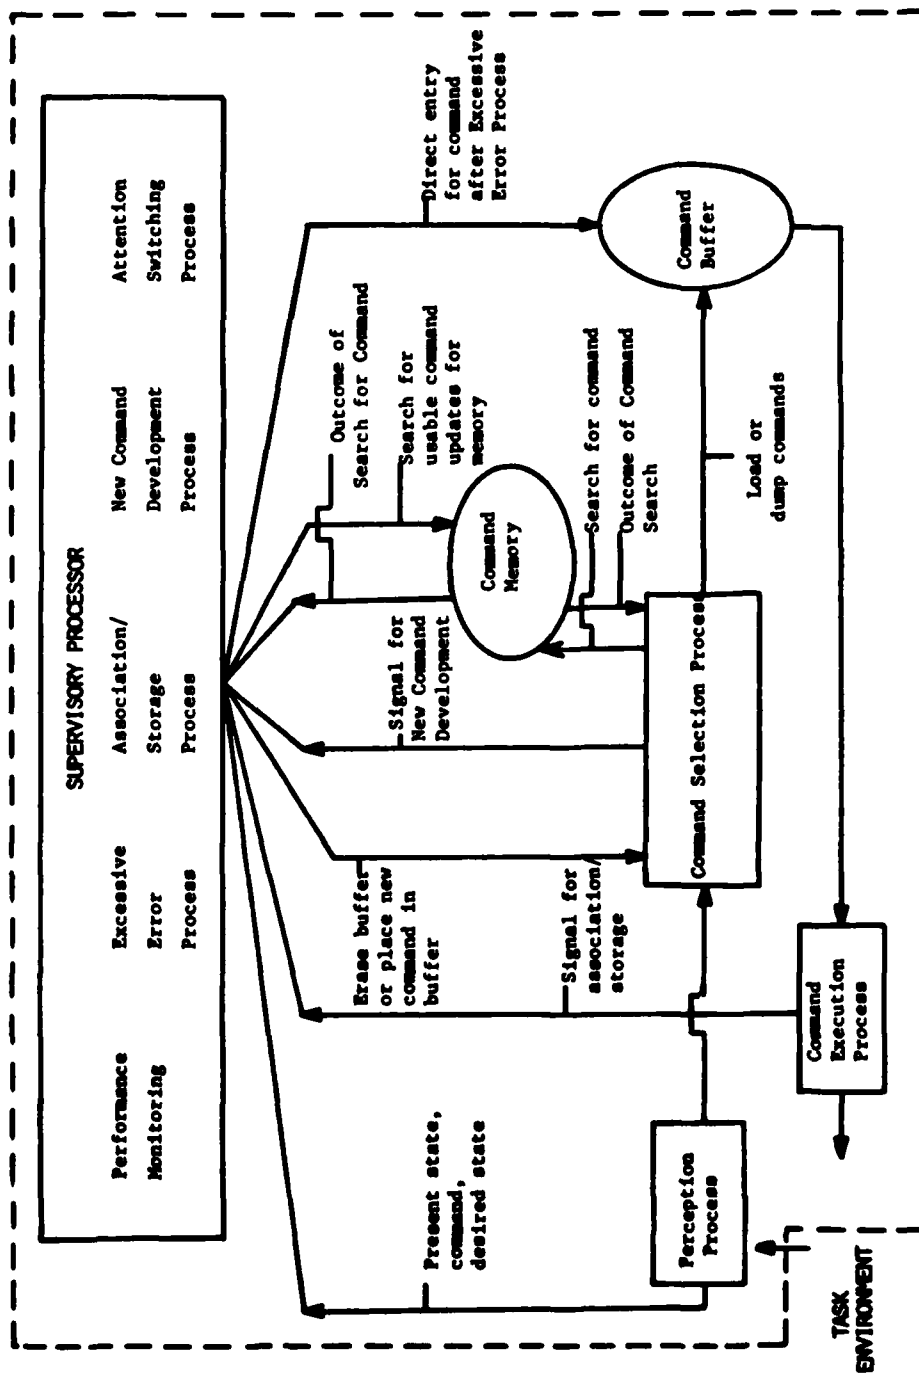 SUPERVISORY PROCESSOR
Performance
Monitoring
Excessive
Error
Process
Association/
Storage
Process
New Command
Development
Process
Attention
Switching
Process
Present state,
command,
desired state
Erase buffer
or place new
command in
buffer
Signal for
association/
storage
Signal for
New Command
Development
Outcome of
Search for Command
Search for
usable command
updates for
memory
Direct entry
for command
after Excessive
Error Process
Command
Memory
Search for command
Outcome of Command
Search
Command
Buffer
Load or
dump commands
Command Selection Process
Perception
Process
Command
Execution
Process
TASK
ENVIRONMENT